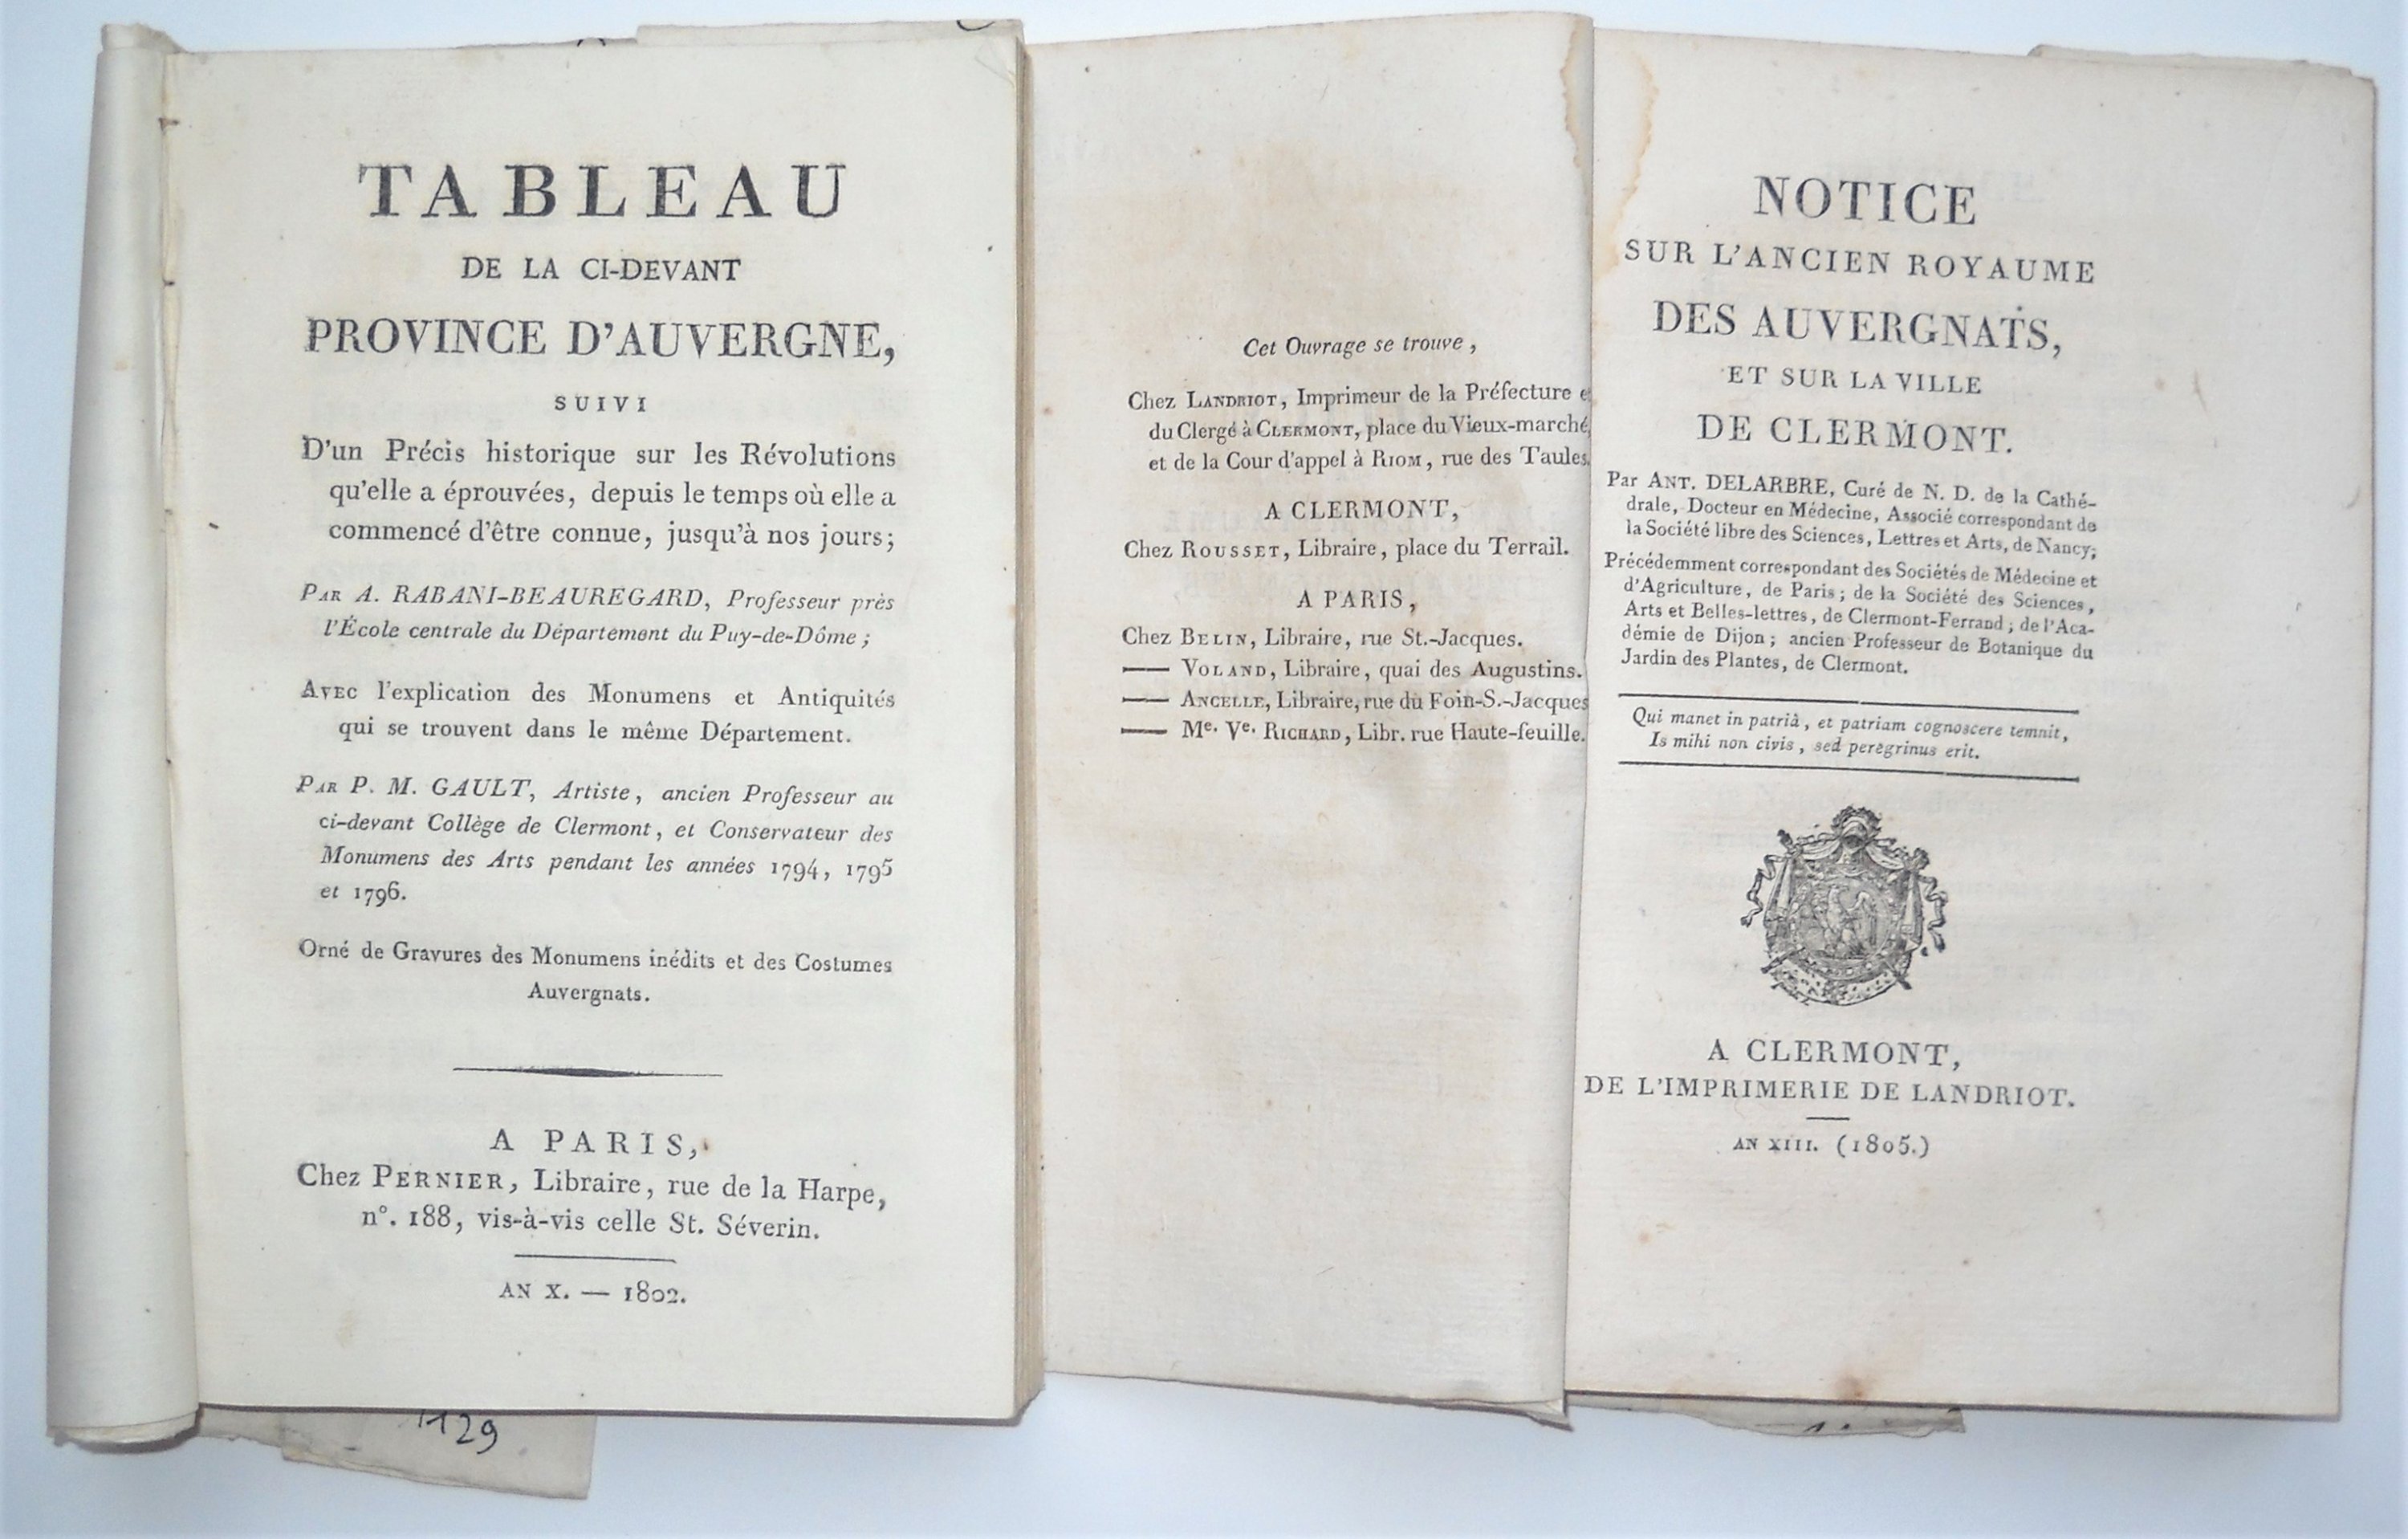 TABLEAU
DE LA CI-DEVANT
PROVINCE D'AUVERGNE,
SUIVI
D'un Précis historique sur les Révolutions
qu'elle a éprouvées, depuis le temps où elle a
commencé d'être connue, jusqu'à nos jours;
PAR A. RABANI-BEAUREGARD, Professeur près
l'École centrale du Département du Puy-de-Dôme;
AVEC l'explication des Monumens et Antiquités
qui se trouvent dans le même Département.
PAR P. M. GAULT, Artiste, ancien Professeur au
ci-devant Collège de Clermont, et Conservateur des
Monumens des Arts pendant les années 1794, 1795
et 1796.
Orné de Gravures des Monumens inédits et des Costumes
Auvergnats.
A PARIS,
Chez PERNIER, Libraire, rue de la Harpe,
n°. 188, vis-à-vis celle St. Séverin.
AN X. — 1802.
1129
Cet Ouvrage se trouve,
Chez LANDRIOT, Imprimeur de la Préfecture e
du Clergé à CLERMONT, place du Vieux-marché,
et de la Cour d'appel à RIOM, rue des Taules.
A CLERMONT,
Chez ROUSSET, Libraire, place du Terrail.
A PARIS,
Chez BELIN, Libraire, rue St.-Jacques.
— VOLAND, Libraire, quai des Augustins.
— ANCELLE, Libraire, rue du Foin-S.-Jacques
— Me. Ve. RICHARD, Libr. rue Haute-feuille.
NOTICE
SUR L'ANCIEN ROYAUME
DES AUVERGNATS,
ET SUR LA VILLE
DE CLERMONT.
Par ANT. DELARBRE, Curé de N. D. de la Cathé-
drale, Docteur en Médecine, Associé correspondant de
la Société libre des Sciences, Lettres et Arts, de Nancy;
Précédemment correspondant des Sociétés de Médecine et
d'Agriculture, de Paris; de la Société des Sciences,
Arts et Belles-lettres, de Clermont-Ferrand; de l'Aca-
démie de Dijon; ancien Professeur de Botanique du
Jardin des Plantes, de Clermont.
Qui manet in patriâ, et patriam cognoscere temnit,
Is mihi non civis, sed peregrinus erit.
A CLERMONT,
DE L'IMPRIMERIE DE LANDRIOT.
AN XIII. (1805.)